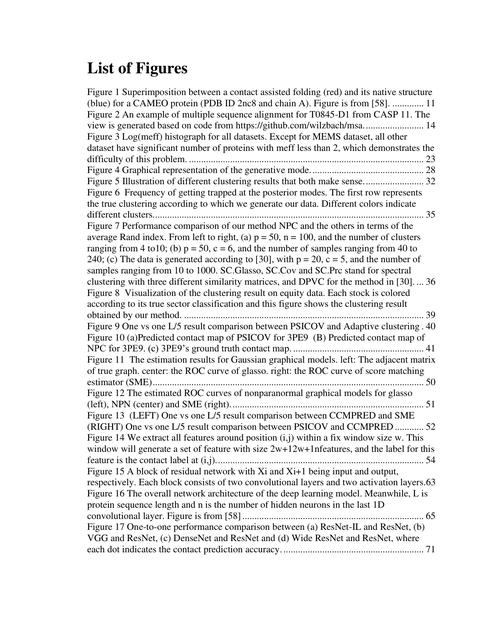 List of Figures
Figure 1 Superimposition between a contact assisted folding (red) and its native structure
(blue) for a CAMEO protein (PDB ID 2nc8 and chain A). Figure is from [58]. ............. 11
Figure 2 An example of multiple sequence alignment for T0845-D1 from CASP 11. The
view is generated based on code from https://github.com/wilzbach/msa. ....................... 14
Figure 3 Log(meff) histograph for all datasets. Except for MEMS dataset, all other
dataset have significant number of proteins with meff less than 2, which demonstrates the
difficulty of this problem. ................................................................................................ 23
Figure 4 Graphical representation of the generative mode. ............................................. 28
Figure 5 Illustration of different clustering results that both make sense. ........................ 32
Figure 6 Frequency of getting trapped at the posterior modes. The first row represents
the true clustering according to which we generate our data. Different colors indicate
different clusters. ............................................................................................................. 35
Figure 7 Performance comparison of our method NPC and the others in terms of the
average Rand index. From left to right, (a) p = 50, n = 100, and the number of clusters
ranging from 4 to10; (b) p = 50, c = 6, and the number of samples ranging from 40 to
240; (c) The data is generated according to [30], with p = 20, c = 5, and the number of
samples ranging from 10 to 1000. SC.Glasso, SC.Cov and SC.Prc stand for spectral
clustering with three different similarity matrices, and DPVC for the method in [30]. ... 36
Figure 8 Visualization of the clustering result on equity data. Each stock is colored
according to its true sector classification and this figure shows the clustering result
obtained by our method. .................................................................................................. 39
Figure 9 One vs one L/5 result comparison between PSICOV and Adaptive clustering . 40
Figure 10 (a)Predicted contact map of PSICOV for 3PE9 (B) Predicted contact map of
NPC for 3PE9. (c) 3PE9's ground truth contact map. ...................................................... 41
Figure 11 The estimation results for Gaussian graphical models. left: The adjacent matrix
of true graph. center: the ROC curve of glasso. right: the ROC curve of score matching
estimator (SME) ............................................................................................................... 50
Figure 12 The estimated ROC curves of nonparanormal graphical models for glasso
(left), NPN (center) and SME (right). ............................................................................... 51
Figure 13 (LEFT) One vs one L/5 result comparison between CCMPRED and SME
(RIGHT) One vs one L/5 result comparison between PSICOV and CCMPRED ............ 52
Figure 14 We extract all features around position (i,j) within a fix window size w. This
window will generate a set of feature with size 2w+12w+1nfeatures, and the label for this
feature is the contact label at (i,j). .................................................................................... 54
Figure 15 A block of residual network with Xi and Xi+1 being input and output,
respectively. Each block consists of two convolutional layers and two activation layers.63
Figure 16 The overall network architecture of the deep learning model. Meanwhile, L is
protein sequence length and n is the number of hidden neurons in the last 1D
convolutional layer. Figure is from [58] .......................................................................... 65
Figure 17 One-to-one performance comparison between (a) ResNet-IL and ResNet, (b)
VGG and ResNet, (c) DenseNet and ResNet and (d) Wide ResNet and ResNet, where
each dot indicates the contact prediction accuracy. .......................................................... 71